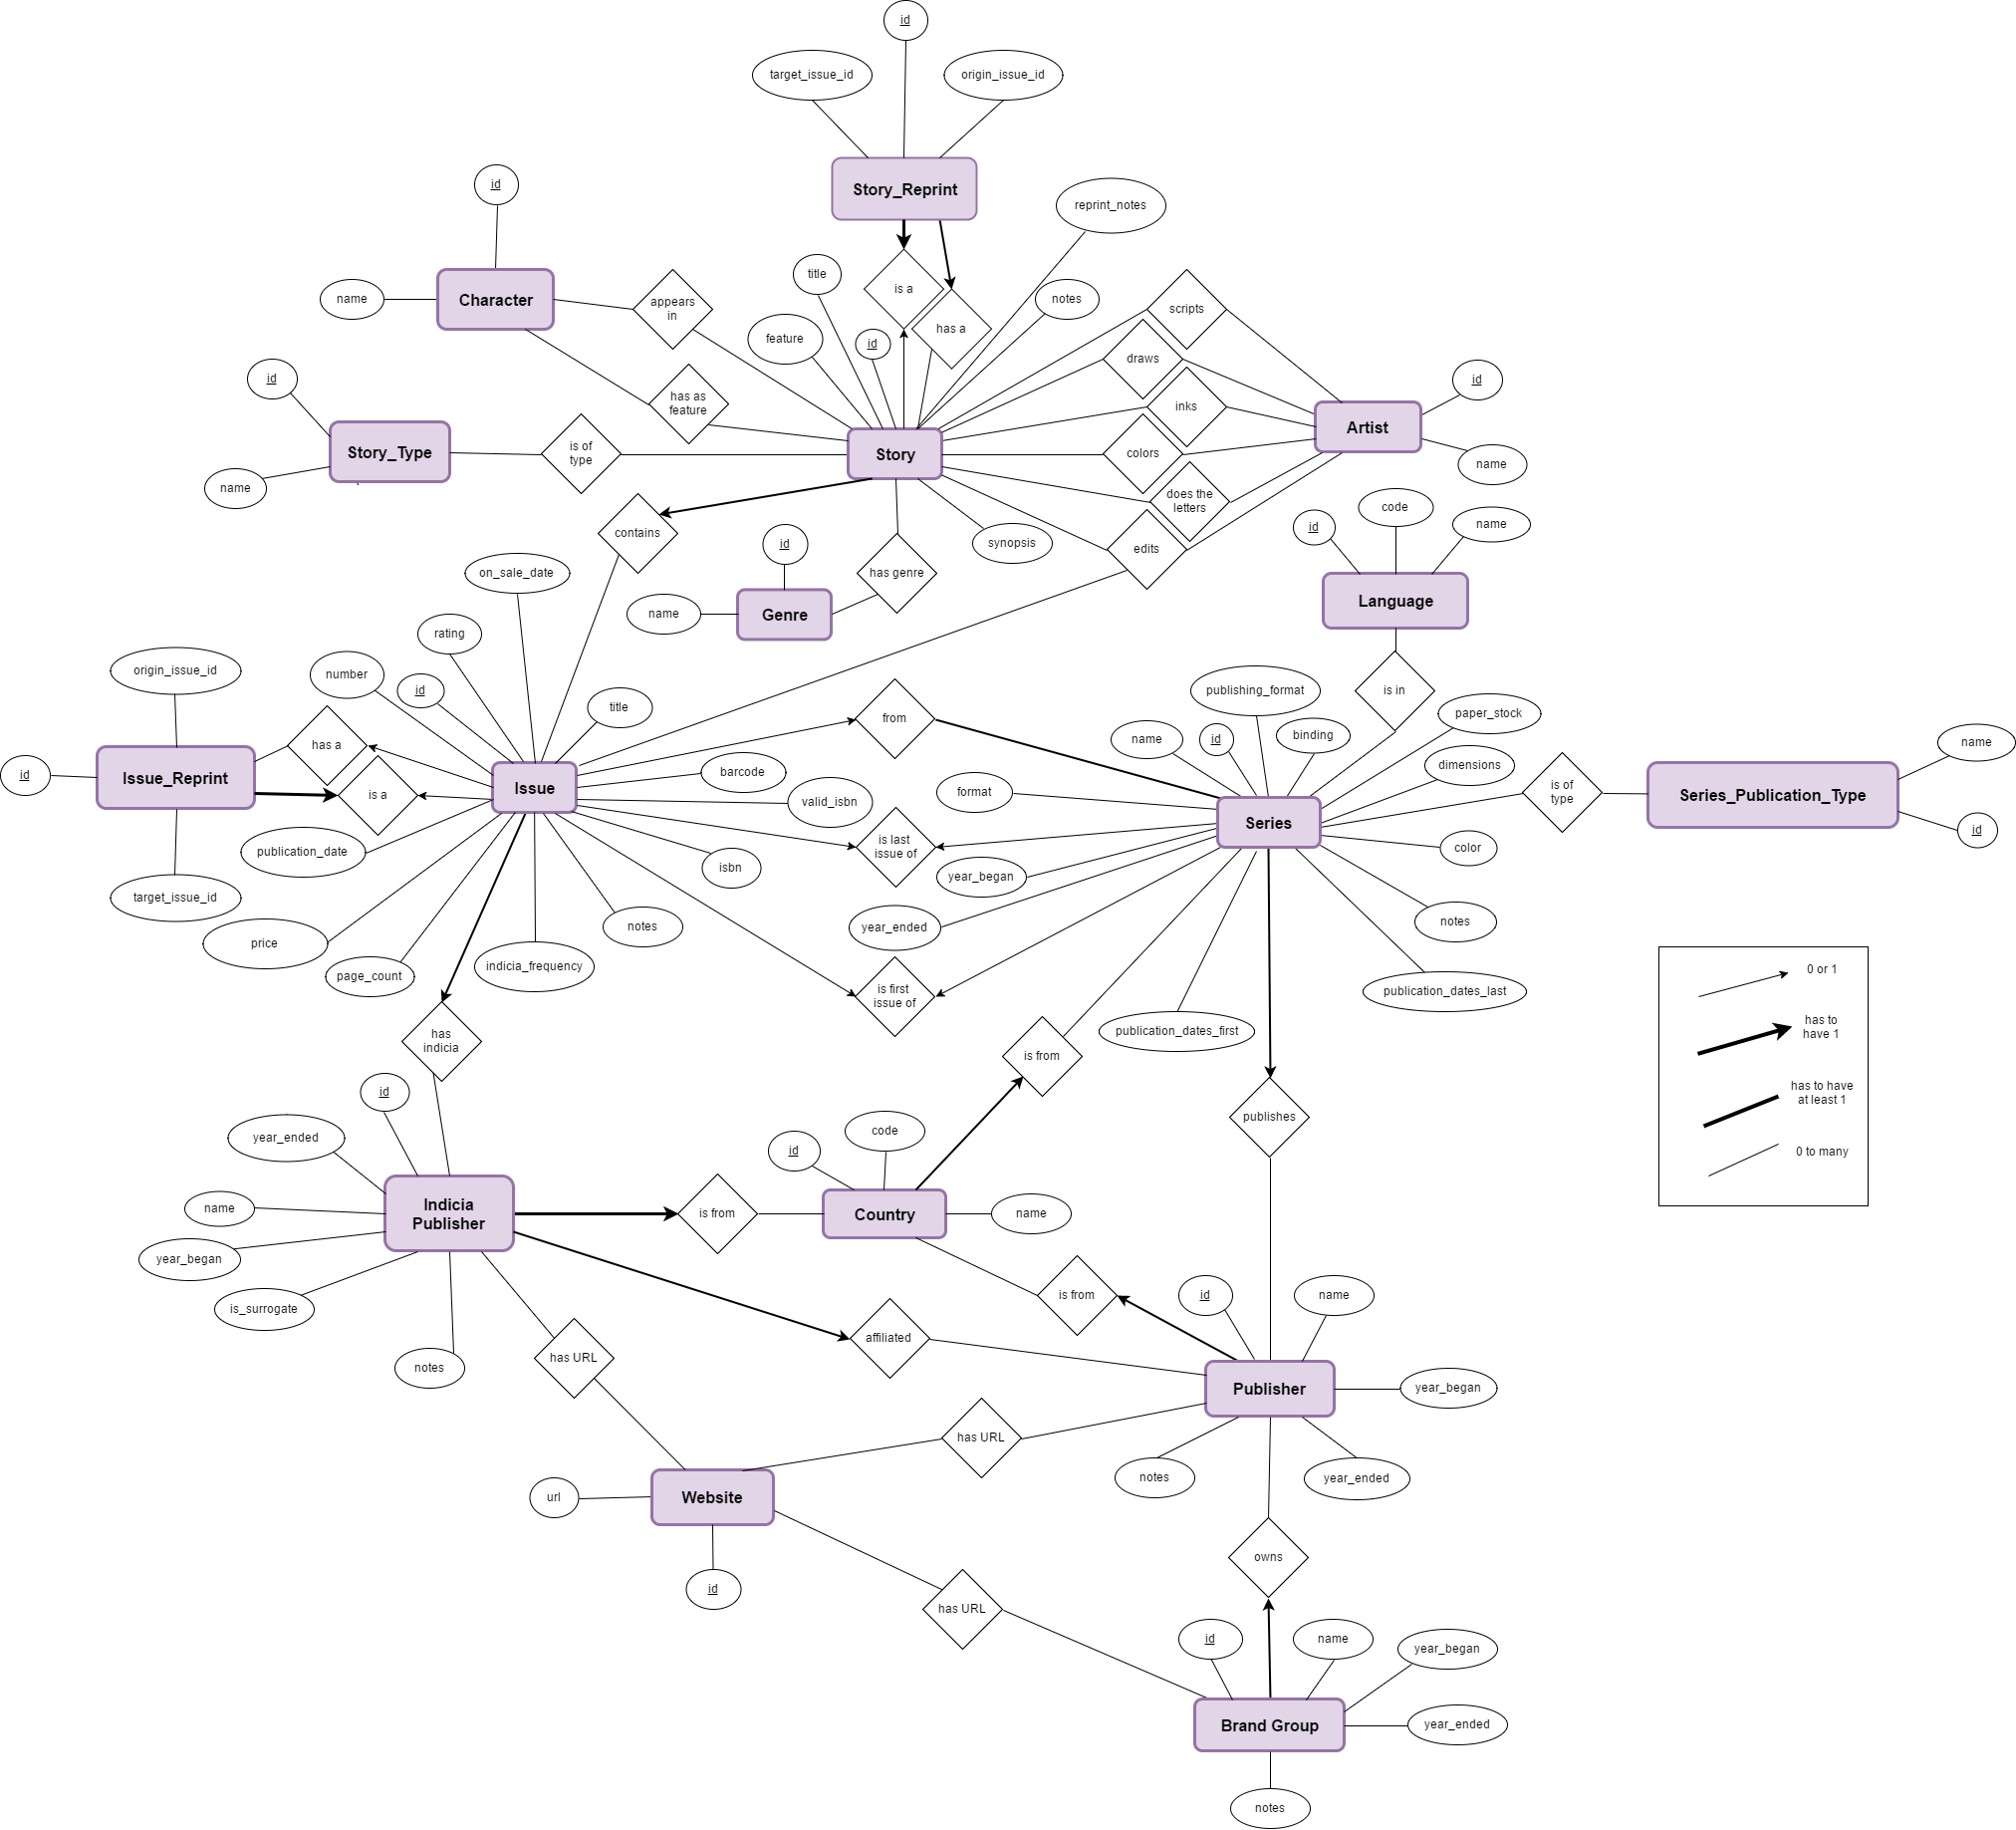 id
target_issue_id
origin_issue_id
Story_Reprint
id
reprint_notes
title
is a
notes
name
Character
appears
in
scripts
has a
feature
id
draws
id
has as
feature
inks
id
Artist
Story_Type
is of
type
Story
colors
name
name
does the
letters
code
contains
id
name
synopsis
edits
id
on_sale_date
has genre
name
Genre
Language
rating
origin_issue_id
number
id
is in
publishing_format
title
from
paper_stock
name
id
binding
name
has a
id
Issue_Reprint
barcode
dimensions
is a
Issue
format
valid_isbn
is of
type
Series_Publication_Type
Series
id
publication_date
is last
issue of
color
isbn
year_began
target_issue_id
notes
year_ended
notes
price
indicia_frequency
page_count
is first
issue of
publication_dates_last
0 or 1
has to
have 1
publication_dates_first
has
indicia
is from
has to have
at least 1
id
publishes
code
year_ended
id
0 to many
name
Indicia
Publisher
is from
Country
name
year_began
is_surrogate
is from
id
name
affiliated
notes
has URL
Publisher
year_began
has URL
notes
year_ended
url
Website
id
owns
has URL
id
name
year_began
Brand Group
year_ended
notes